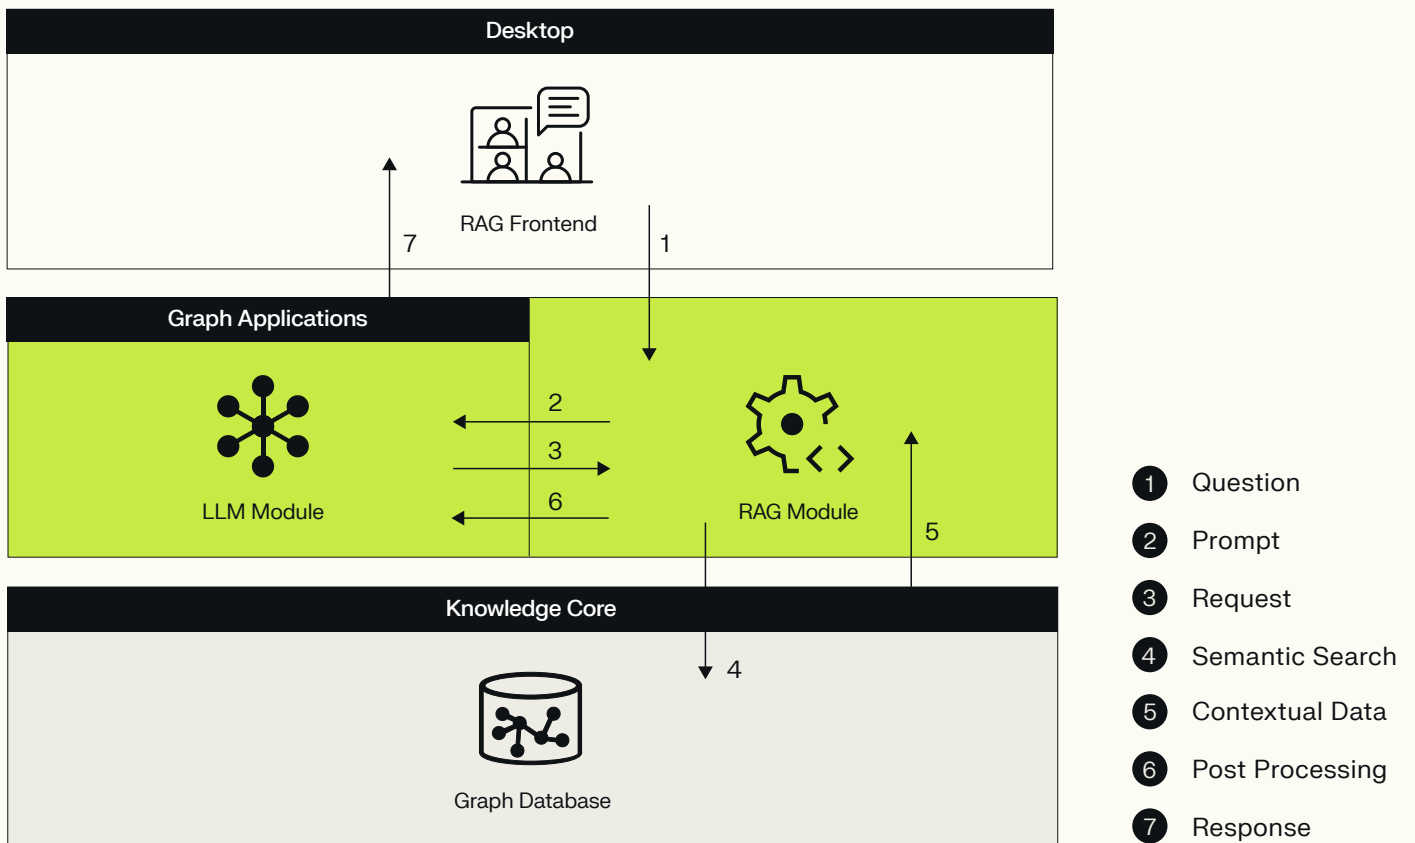 Desktop
RAG Frontend
7
1
Graph Applications
2
3
6
LLM Module
RAG Module
5
Knowledge Core
4
Graph Database
1 Question
2 Prompt
3 Request
4 Semantic Search
5 Contextual Data
6 Post Processing
7 Response